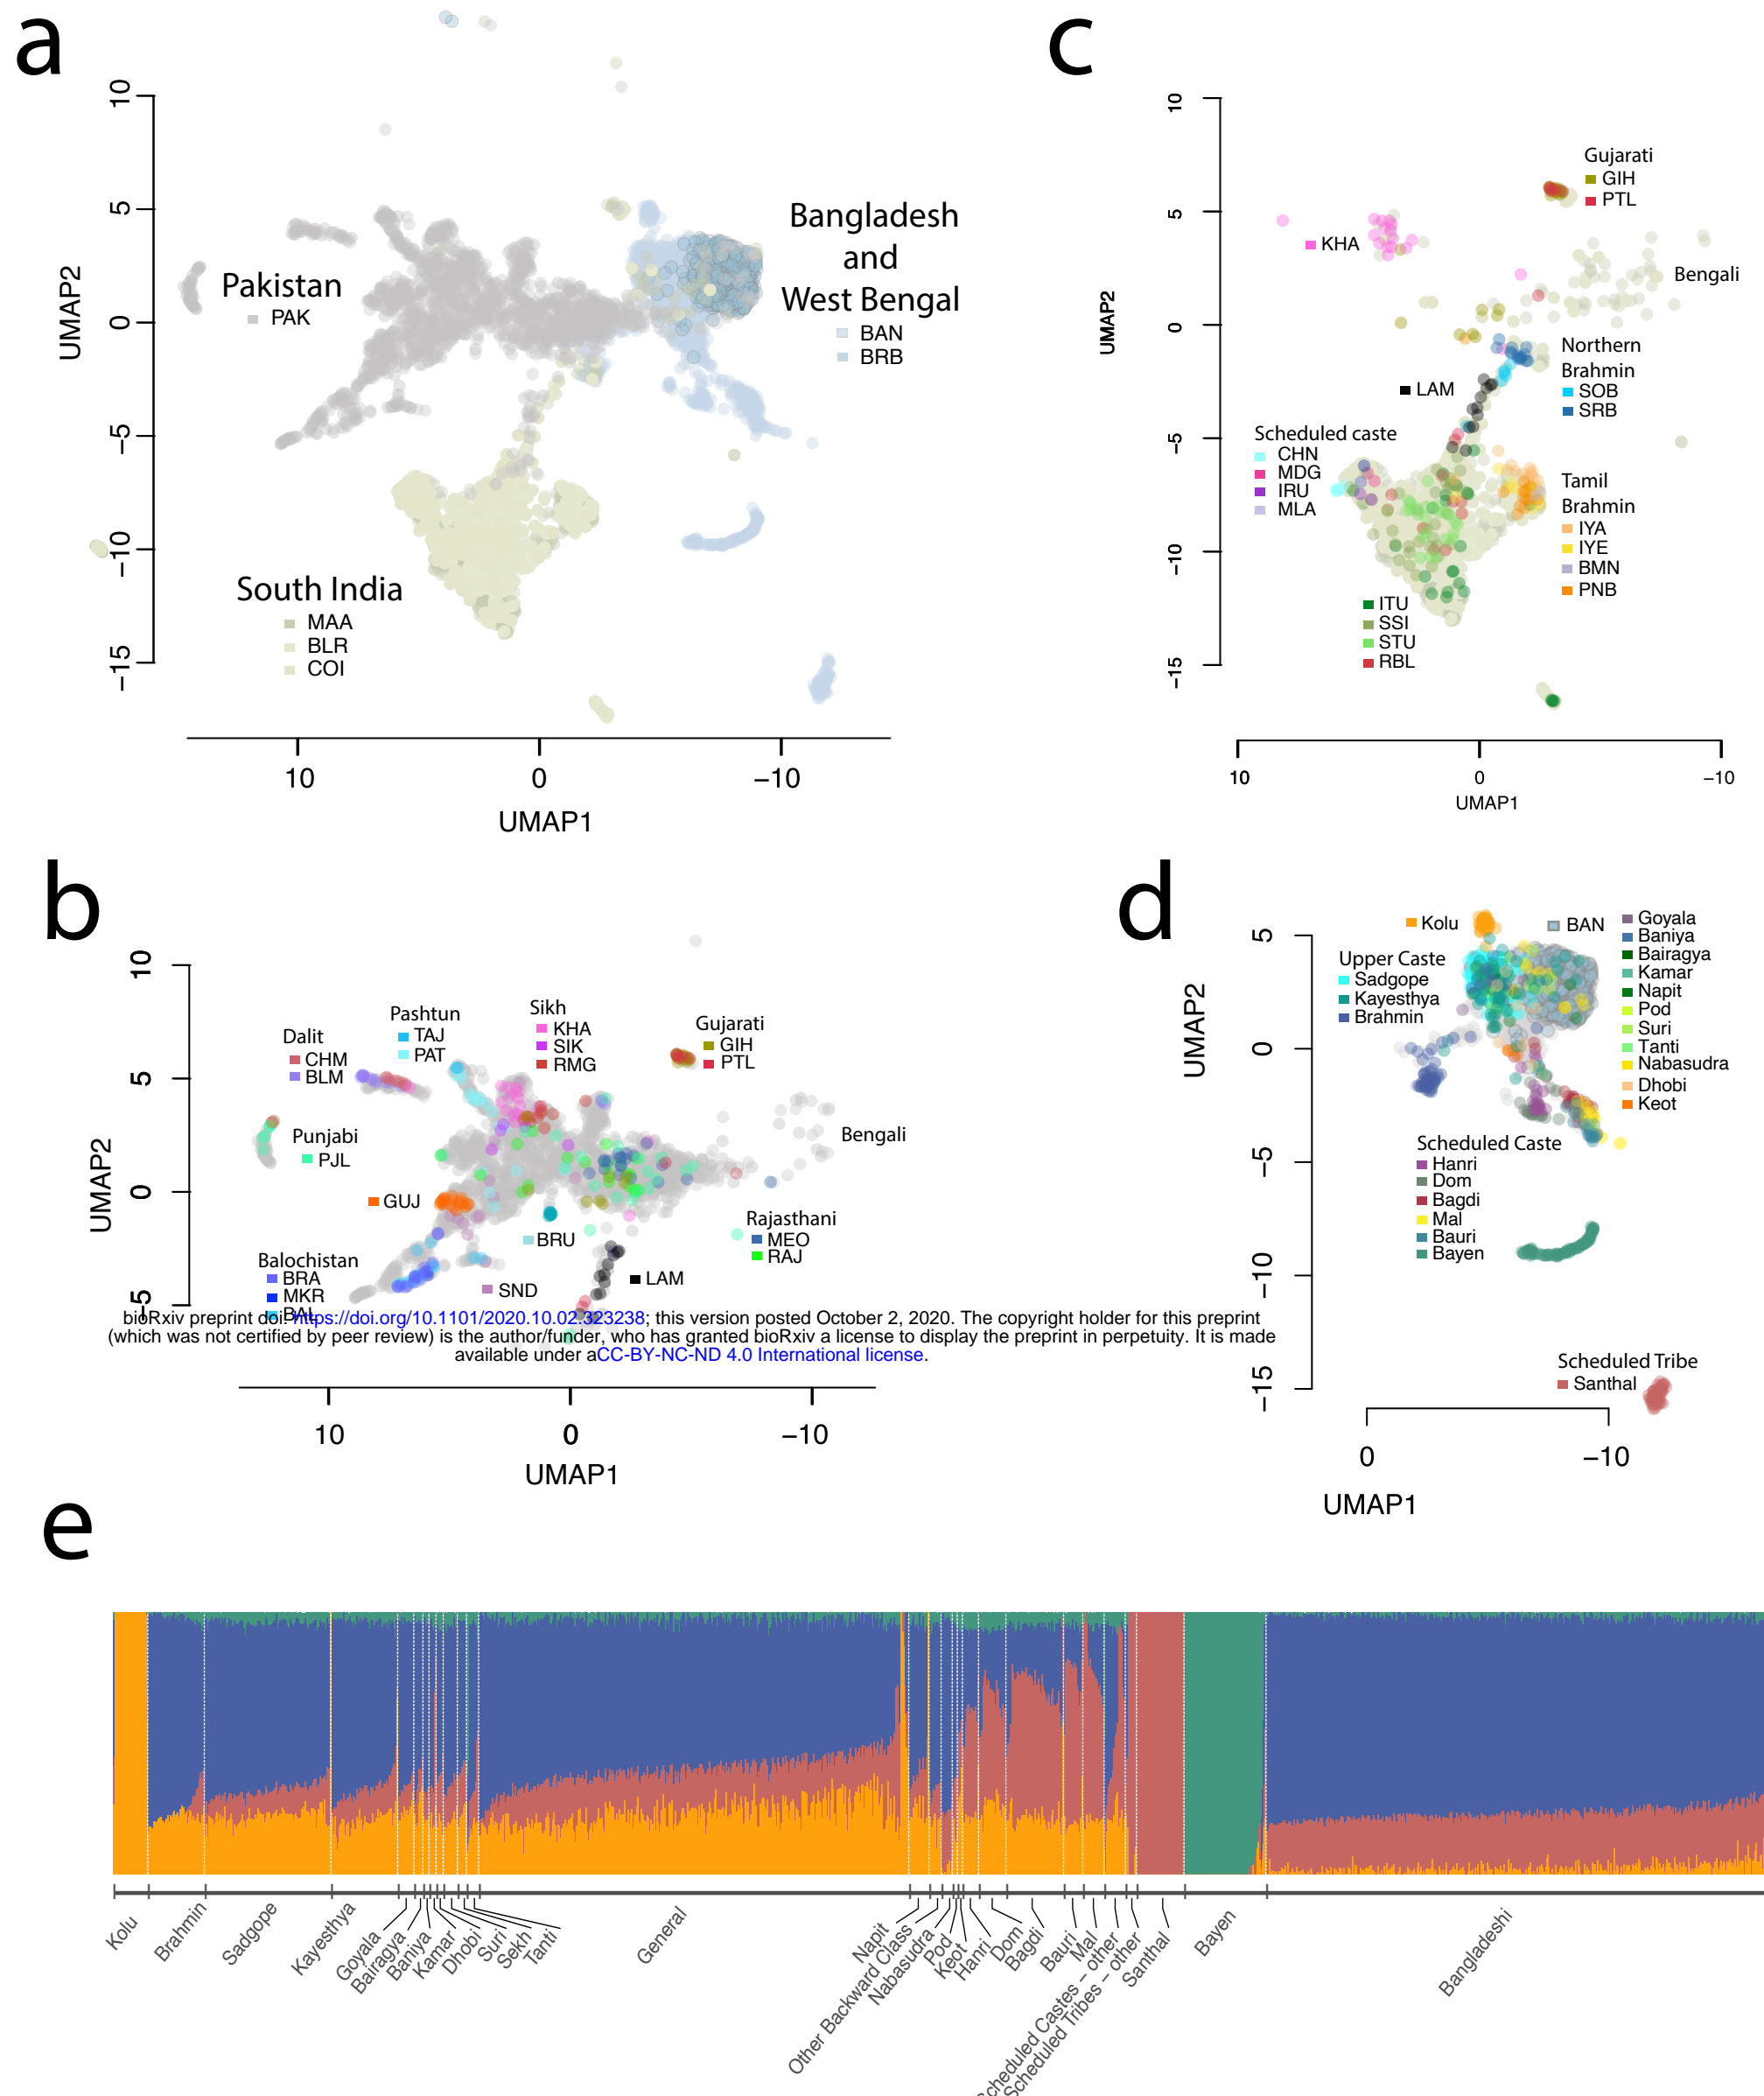 a
10
5
0
−5
−10
−15
UMAP2
Pakistan
PAK
Bangladesh
and
West Bengal
BAN
BRB
South India
MAA
BLR
COI
10
0
−10
UMAP1
c
10
5
0
−5
−10
−15
UMAP2
Gujarati
GIH
PTL
KHA
Bengali
Northern
Brahmin
SOB
SRB
LAM
Scheduled caste
CHN
MDG
IRU
MLA
Tamil
Brahmin
IYA
IYE
BMN
PNB
ITU
SSI
STU
RBL
10
0
−10
UMAP1
b
10
5
0
−5
UMAP2
Dalit
CHM
BLM
Pashtun
TAJ
PAT
Sikh
KHA
SIK
RMG
Gujarati
GIH
PTL
Punjabi
PJL
Bengali
GUJ
BRU
Rajasthani
MEO
RAJ
Balochistan
BRA
MKR
BAL
SND
LAM
bioRxiv preprint doi: https://doi.org/10.1101/2020.10.02.323238; this version posted October 2, 2020. The copyright holder for this preprint
(which was not certified by peer review) is the author/funder, who has granted bioRxiv a license to display the preprint in perpetuity. It is made
available under aCC-BY-NC-ND 4.0 International license.
10
0
−10
UMAP1
d
5
0
−5
−10
−15
UMAP2
Kolu
BAN
Upper Caste
Sadgope
Kayesthya
Brahmin
Goyala
Baniya
Bairagya
Kamar
Napit
Pod
Suri
Tanti
Nabasudra
Dhobi
Keot
Scheduled Caste
Hanri
Dom
Bagdi
Mal
Bauri
Bayen
Scheduled Tribe
Santhal
0
−10
UMAP1
e
Kolu
Brahmin
Sadgope
Kayesthya
Goyala
Bairagya
Baniya
Kamar
Dhobi
Suri
Sekh
Tanti
General
Napit
Other Backward Class
Nabasudra
Pod
Keot
Hanri
Dom
Bagdi
Bauri
Mal
Scheduled Castes − other
Scheduled Tribes − other
Santhal
Bayen
Bangladeshi